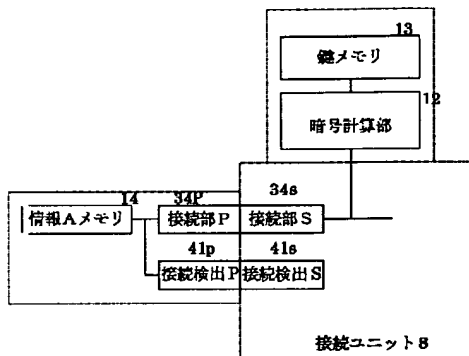 13
鍵メモリ
12
暗号計算部
14
34P
34s
情報Aメモリ
接続部P
接続部S
41p
41s
接続検出P
接続検出S
接続ユニット8